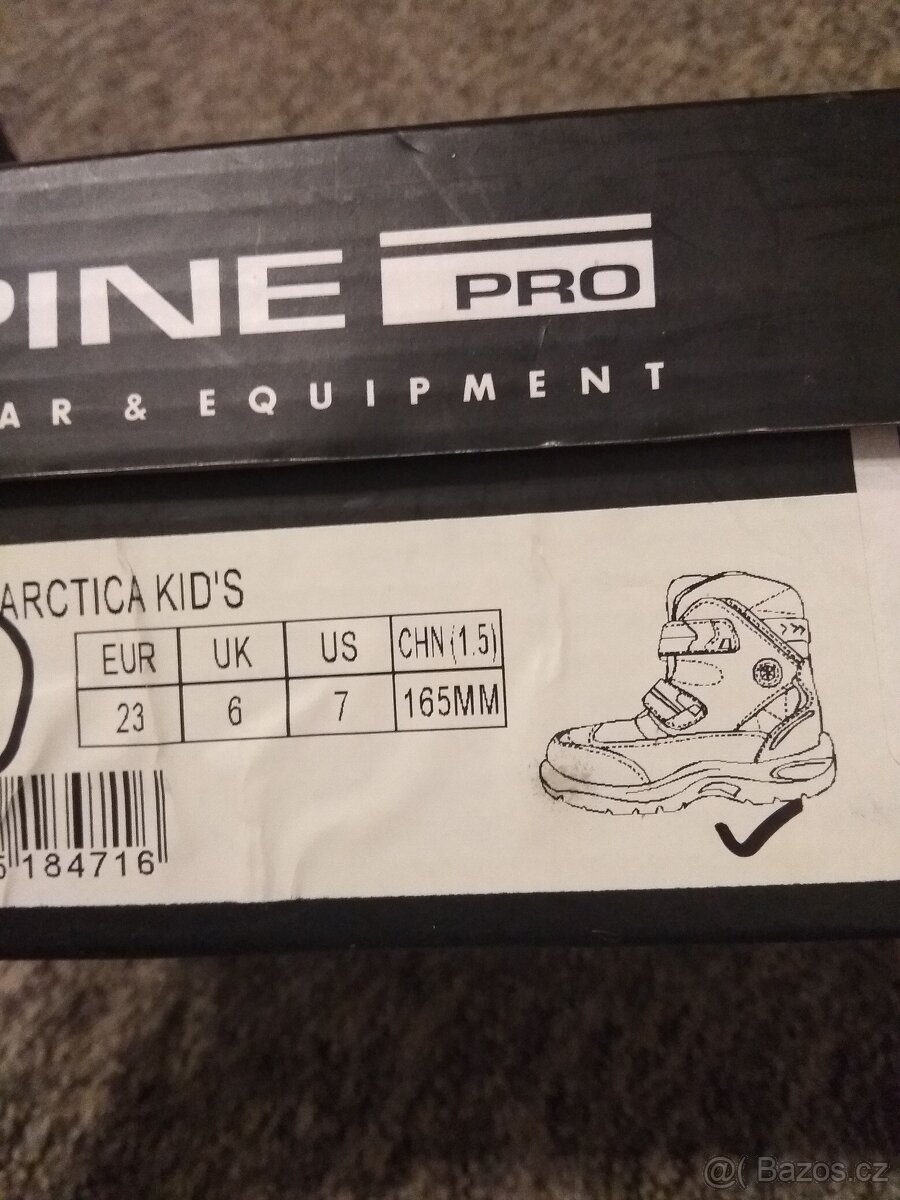 PINE PRO
AR & EQUIPMENT
ARCTICA KID'S
EUR UK US CHN(1.5)
23 6 7 165MM
184716
@( Bazos.cz